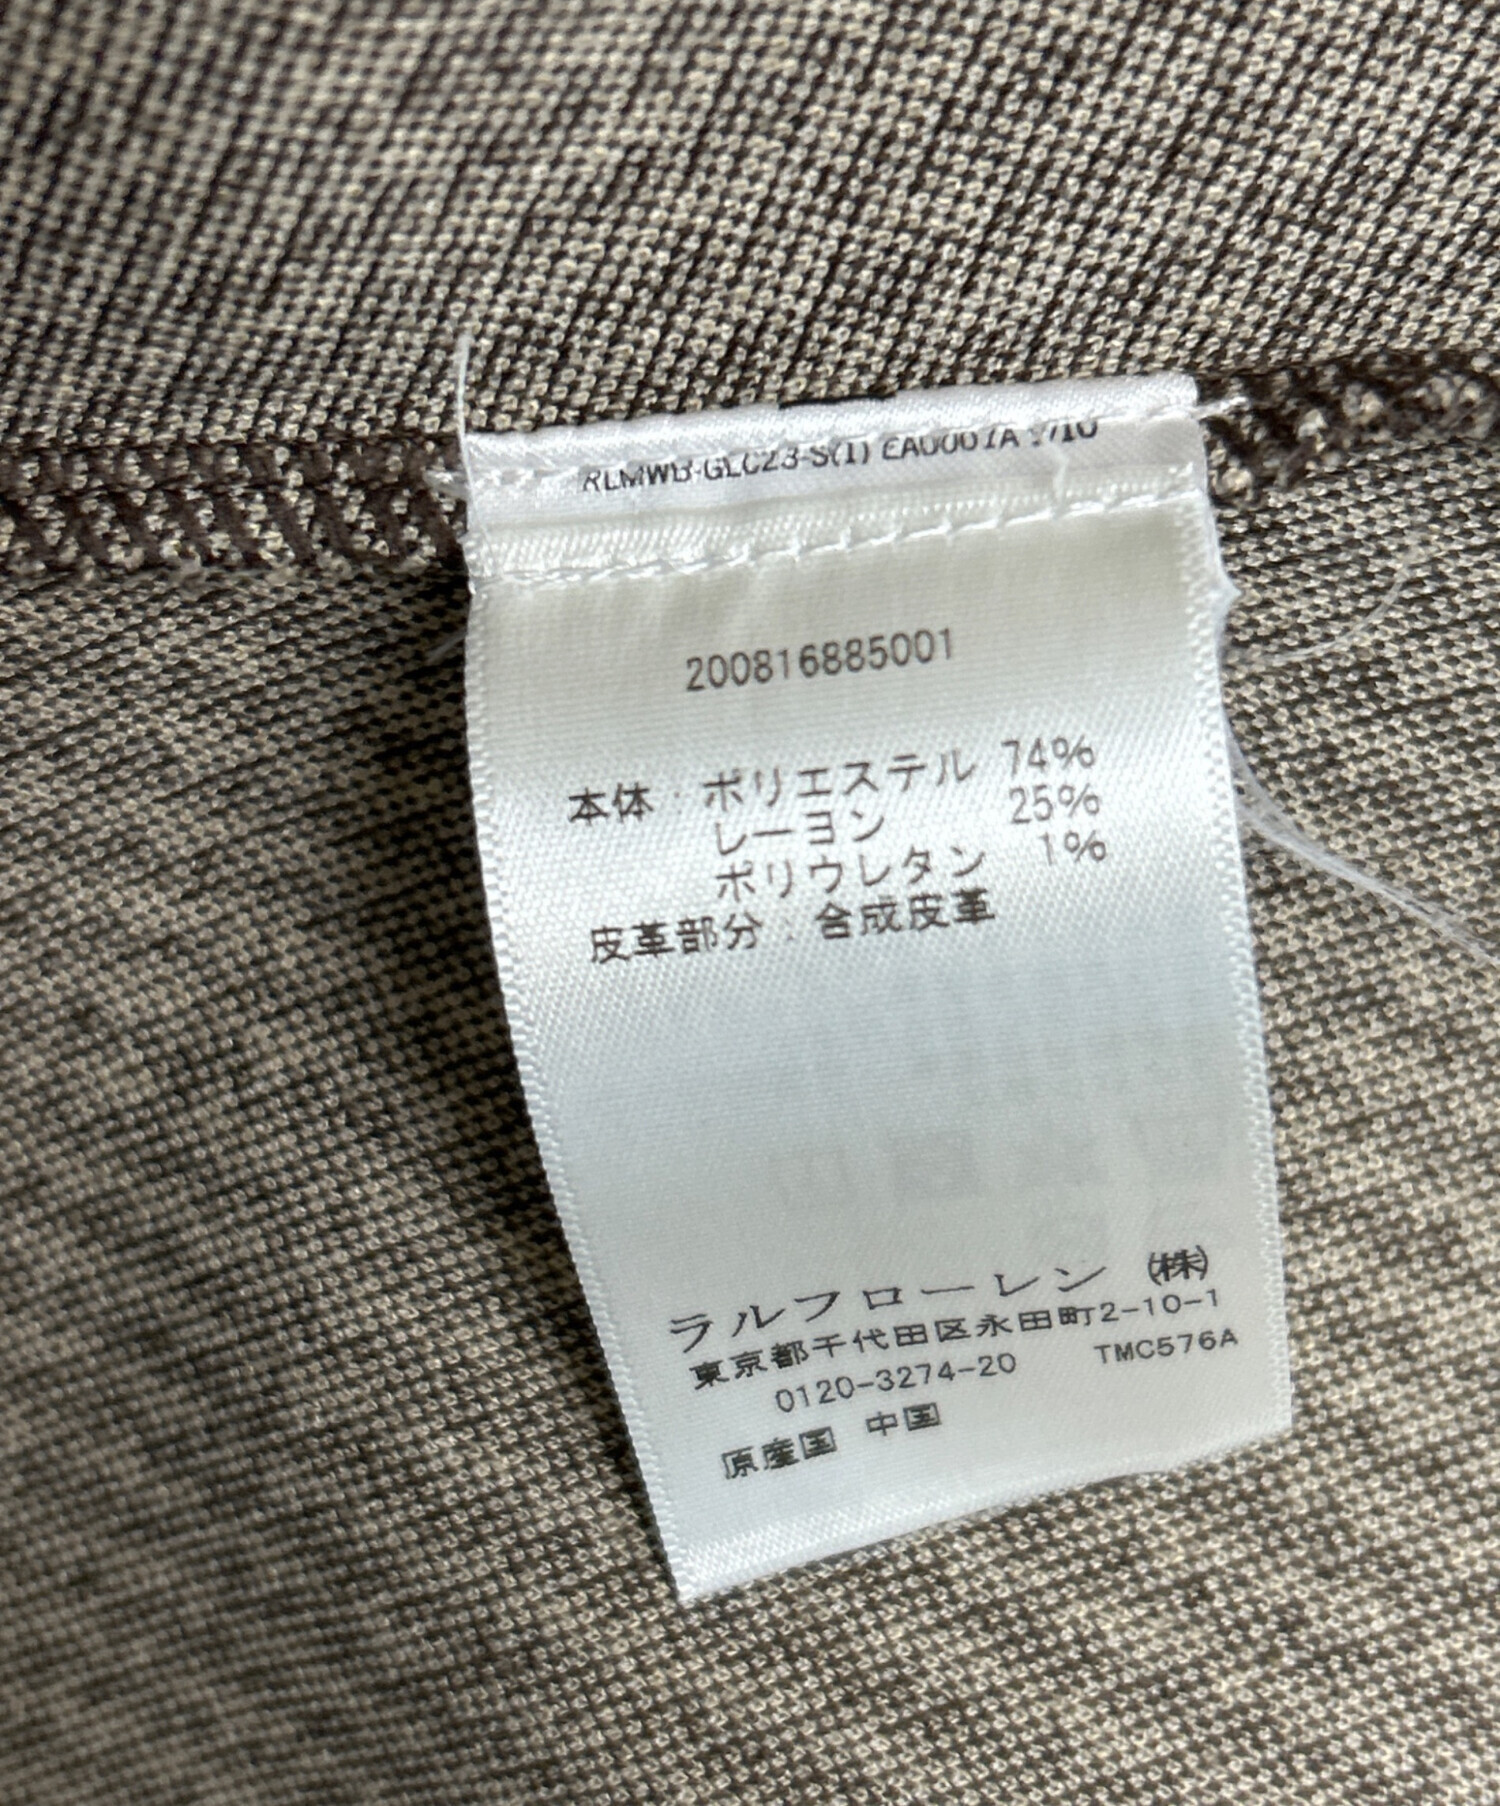 RLMWB-GLC23-S(1)
200816885001
本体：ポリエステル 74%
レーヨン 25%
ポリウレタン 1%
皮革部分：合成皮革
ラルフローレン ㈱
東京都千代田区永田町2-10-1
0120-3274-20 TMC576A
原産国 中国